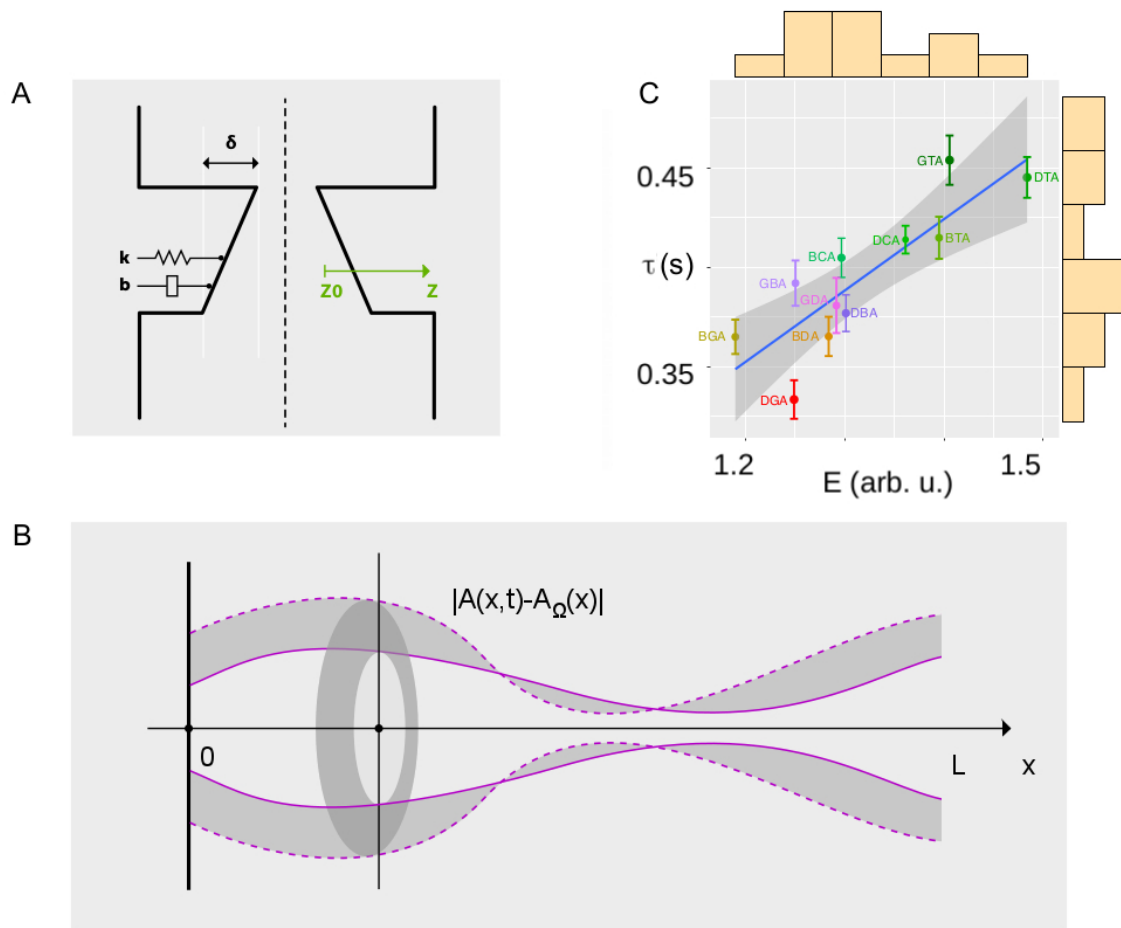 A
δ
k
b
Z0
Z
C
GTA
0.45
DTA
DCA
BTA
BCA
τ (s)
GBA
GDA
DBA
BGA
BDA
0.35
DGA
1.2
1.5
E (arb. u.)
B
|A(x,t)-A_Ω(x)|
0
L
x